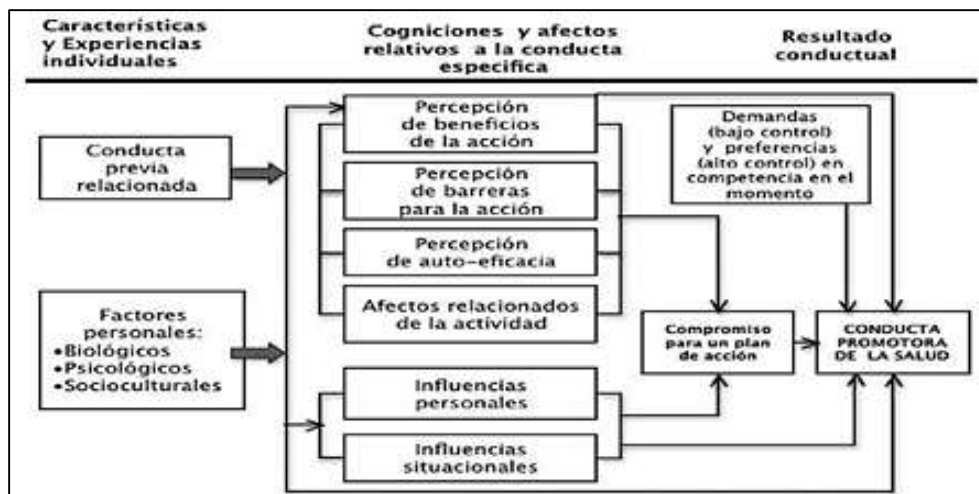 Características
y Experiencias
individuales
Cogniciones y afectos
relativos a la conducta
especifica
Resultado
conductual
Conducta
previa
relacionada
Factores
personales:
•Biológicos
•Psicológicos
•Socioculturales
Percepción
de beneficios
de la acción
Percepción
de barreras
para la acción
Percepción
de auto-eficacia
Afectos relacionados
de la actividad
Influencias
personales
Influencias
situacionales
Demandas
(bajo control)
y preferencias
(alto control) en
competencia en el
momento
Compromiso
para un plan
de acción
CONDUCTA
PROMOTORA
DE LA SALUD